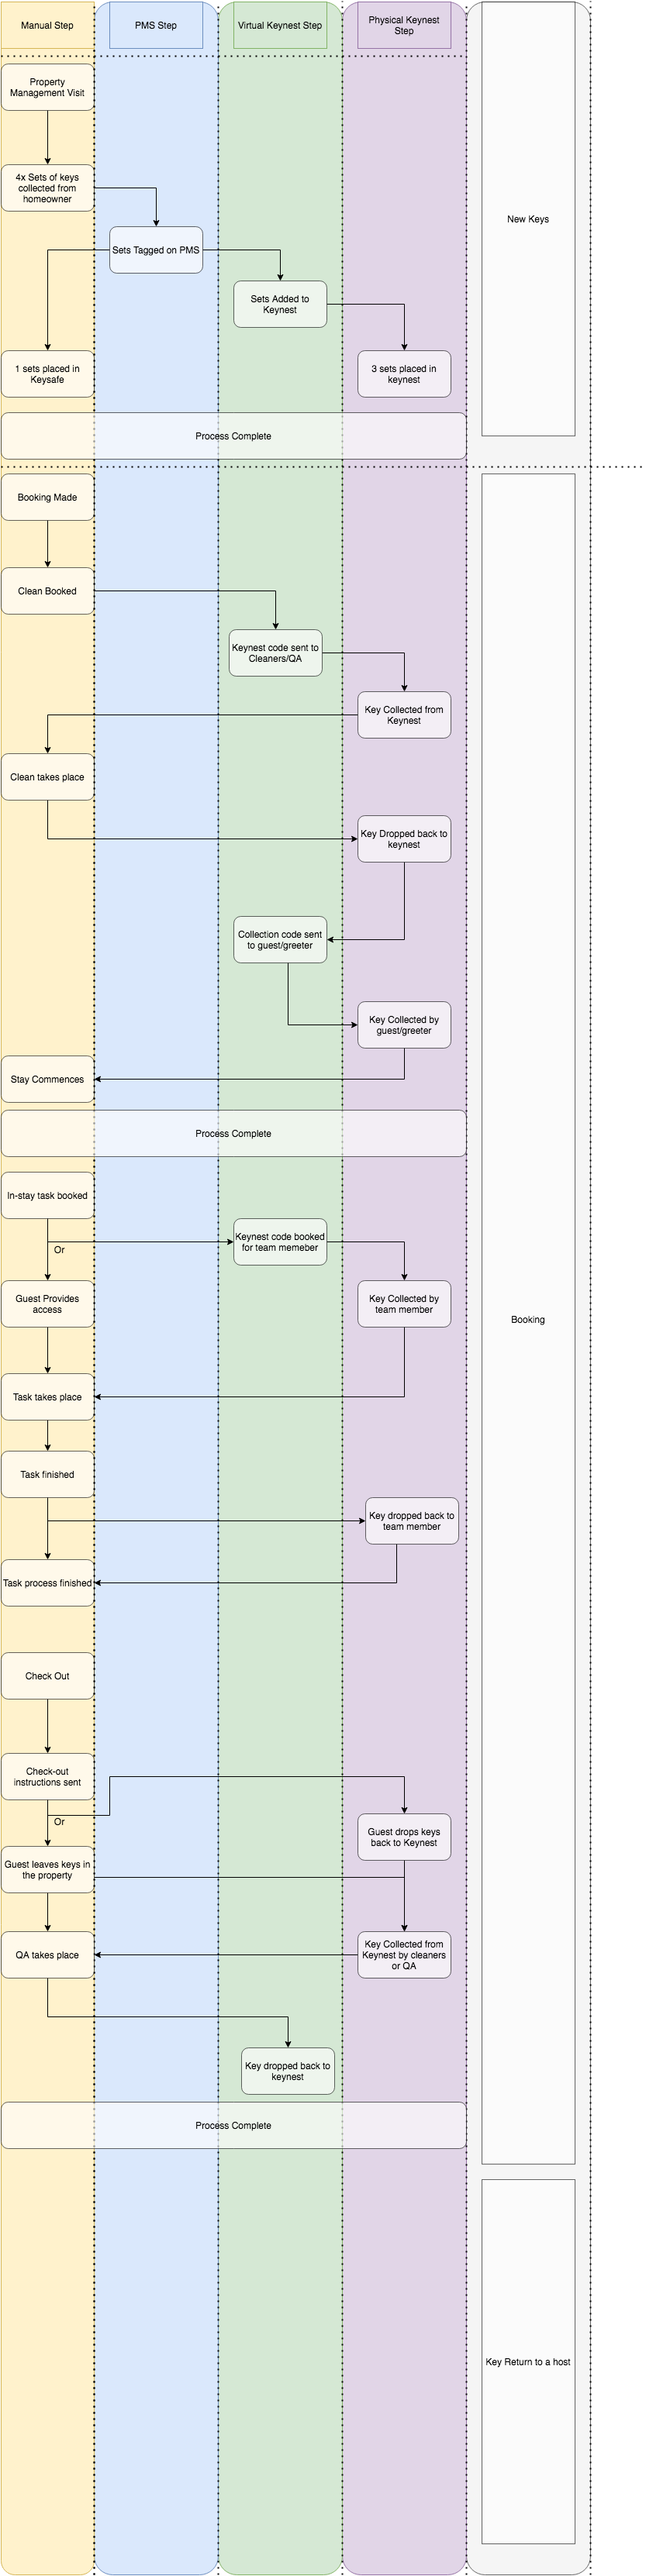 Manual Step
PMS Step
Virtual Keynest Step
Physical Keynest
Step
Property
Management Visit
4x Sets of keys
collected from
homeowner
New Keys
Sets Tagged on PMS
Sets Added to
Keynest
1 sets placed in
Keysafe
3 sets placed in
keynest
Process Complete
Booking Made
Clean Booked
Keynest code sent to
Cleaners/QA
Key Collected from
Keynest
Clean takes place
Key Dropped back to
keynest
Collection code sent
to guest/greeter
Key Collected by
guest/greeter
Stay Commences
Process Complete
In-stay task booked
Keynest code booked
for team memeber
Or
Guest Provides
access
Key Collected by
team member
Booking
Task takes place
Task finished
Key dropped back to
team member
Task process finished
Check Out
Check-out
instructions sent
Or
Guest drops keys
back to Keynest
Guest leaves keys in
the property
QA takes place
Key Collected from
Keynest by cleaners
or QA
Key dropped back to
keynest
Process Complete
Key Return to a host